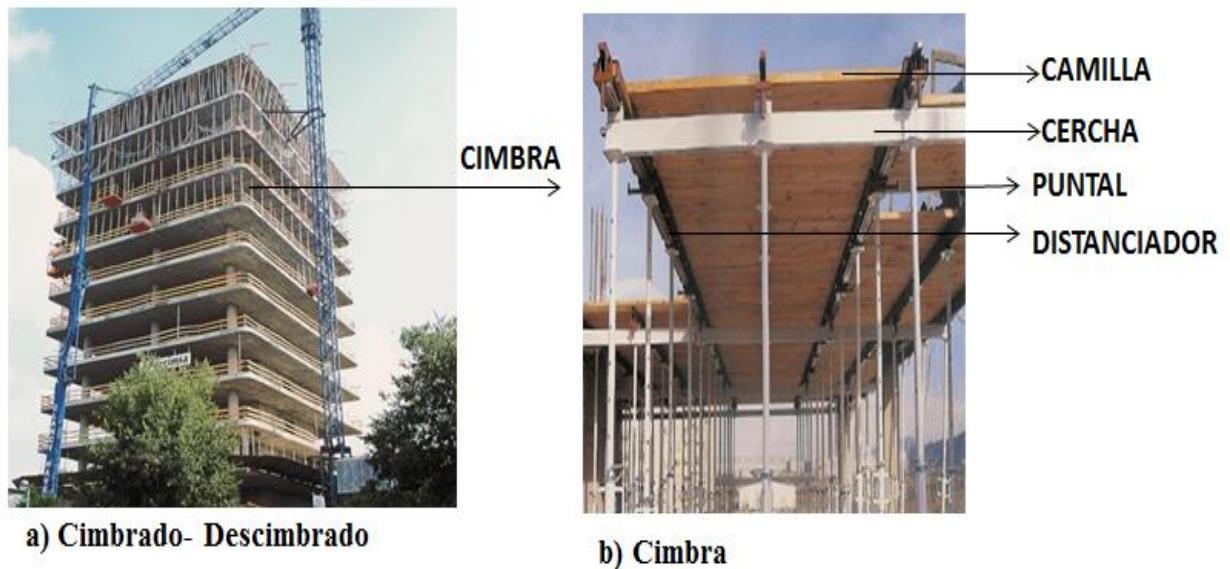 CIMBRA
CAMILLA
CERCHA
PUNTAL
DISTANCIADOR
a) Cimbrado- Descimbrado
b) Cimbra